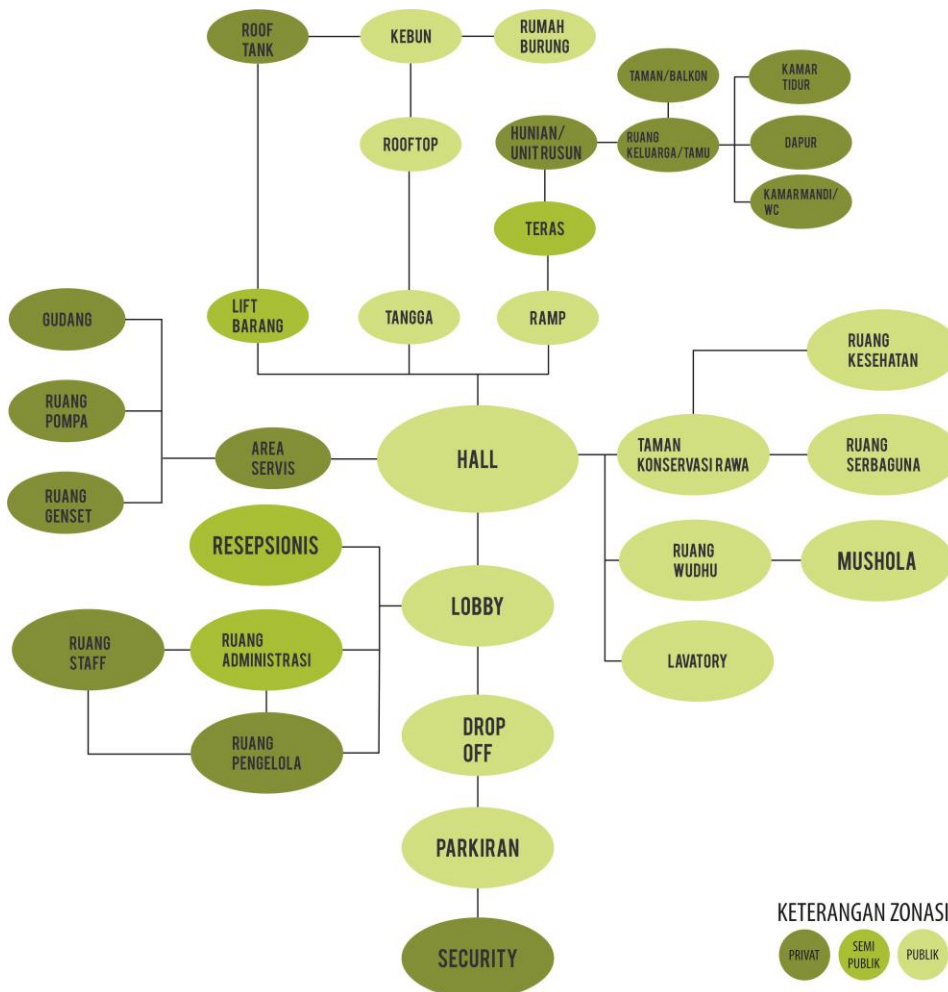 ROOF
TANK
KEBUN
RUMAH
BURUNG
TAMAN/BALKON
KAMAR
TIDUR
ROOFTOP
HUNIAN/
UNIT RUSUN
RUANG
KELUARGA/TAMU
DAPUR
KAMAR MANDI/
WC
TERAS
GUDANG
LIFT
BARANG
TANGGA
RAMP
RUANG
KESEHATAN
RUANG
POMPA
AREA
SERVIS
HALL
TAMAN
KONSERVASI RAWA
RUANG
SERBAGUNA
RUANG
GENSET
RESEPSIONIS
RUANG
WUDHU
MUSHOLA
LOBBY
RUANG
STAFF
RUANG
ADMINISTRASI
LAVATORY
DROP
OFF
RUANG
PENGELOLA
PARKIRAN
SECURITY
KETERANGAN ZONASI
PRIVAT
SEMI
PUBLIK
PUBLIK